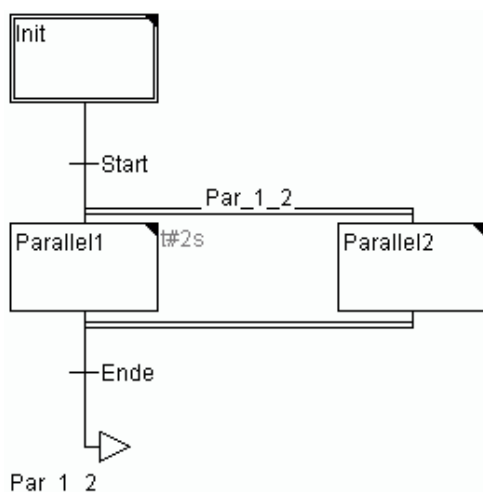 Init
Start
Par_1_2
Parallel1
t#2s
Parallel2
Ende
Par_1_2